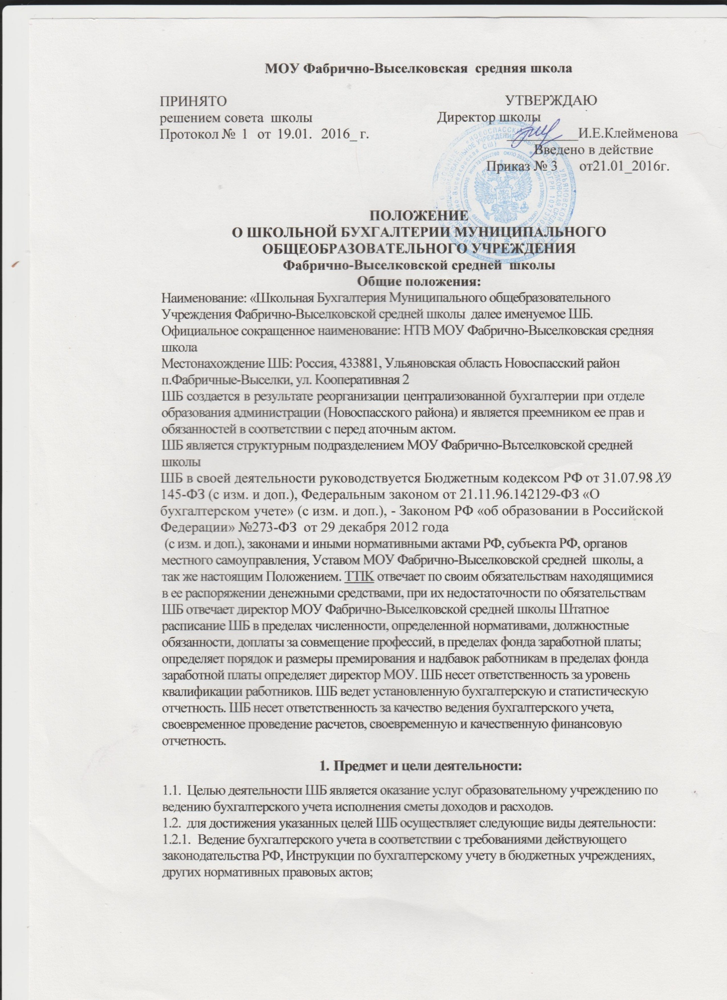 МОУ Фабрично-Выселковская средняя школа
ПРИНЯТО УТВЕРЖДАЮ
решением совета школы Директор школы
Протокол № 1 от 19.01. 2016_ г. __________И.Е.Клейменова
Введено в действие
Приказ № 3 от21.01_2016г.
ПОЛОЖЕНИЕ
О ШКОЛЬНОЙ БУХГАЛТЕРИИ МУНИЦИПАЛЬНОГО
ОБЩЕОБРАЗОВАТЕЛЬНОГО УЧРЕЖДЕНИЯ
Фабрично-Выселковской средней школы
Общие положения:
Наименование: «Школьная Бухгалтерия Муниципального общебразовательного
Учреждения Фабрично-Выселковской средней школы далее именуемое ШБ.
Официальное сокращенное наименование: НТВ МОУ Фабрично-Выселковская средняя
школа
Местонахождение ШБ: Россия, 433881, Ульяновская область Новоспасский район
п.Фабричные-Выселки, ул. Кооперативная 2
ШБ создается в результате реорганизации централизованной бухгалтерии при отделе
образования администрации (Новоспасского района) и является преемником ее прав и
обязанностей в соответствии с перед аточным актом.
ШБ является структурным подразделением МОУ Фабрично-Вьтселковской средней
школы
ШБ в своей деятельности руководствуется Бюджетным кодексом РФ от 31.07.98 Х9
145-ФЗ (с изм. и доп.), Федеральным законом от 21.11.96.142129-ФЗ «О
бухгалтерском учете» (с изм. и доп.), - Законом РФ «об образовании в Российской
Федерации» №273-ФЗ от 29 декабря 2012 года
(с изм. и доп.), законами и иными нормативными актами РФ, субъекта РФ, органов
местного самоуправления, Уставом МОУ Фабрично-Выселковской средней школы, а
так же настоящим Положением. ТТIК отвечает по своим обязательствам находящимися
в ее распоряжении денежными средствами, при их недостаточности по обязательствам
ШБ отвечает директор МОУ Фабрично-Выселковской средней школы Штатное
расписание ШБ в пределах численности, определенной нормативами, должностные
обязанности, доплаты за совмещение профессий, в пределах фонда заработной платы;
определяет порядок и размеры премирования и надбавок работникам в пределах фонда
заработной платы определяет директор МОУ. ШБ несет ответственность за уровень
квалификации работников. ШБ ведет установленную бухгалтерскую и статистическую
отчетность. ШБ несет ответственность за качество ведения бухгалтерского учета,
своевременное проведение расчетов, своевременную и качественную финансовую
отчетность.
1. Предмет и цели деятельности:
1.1. Целью деятельности ШБ является оказание услуг образовательному учреждению по
ведению бухгалтерского учета исполнения сметы доходов и расходов.
1.2. для достижения указанных целей ШБ осуществляет следующие виды деятельности:
1.2.1. Ведение бухгалтерского учета в соответствии с требованиями действующего
законодательства РФ, Инструкции по бухгалтерскому учету в бюджетных учреждениях,
других нормативных правовых актов;